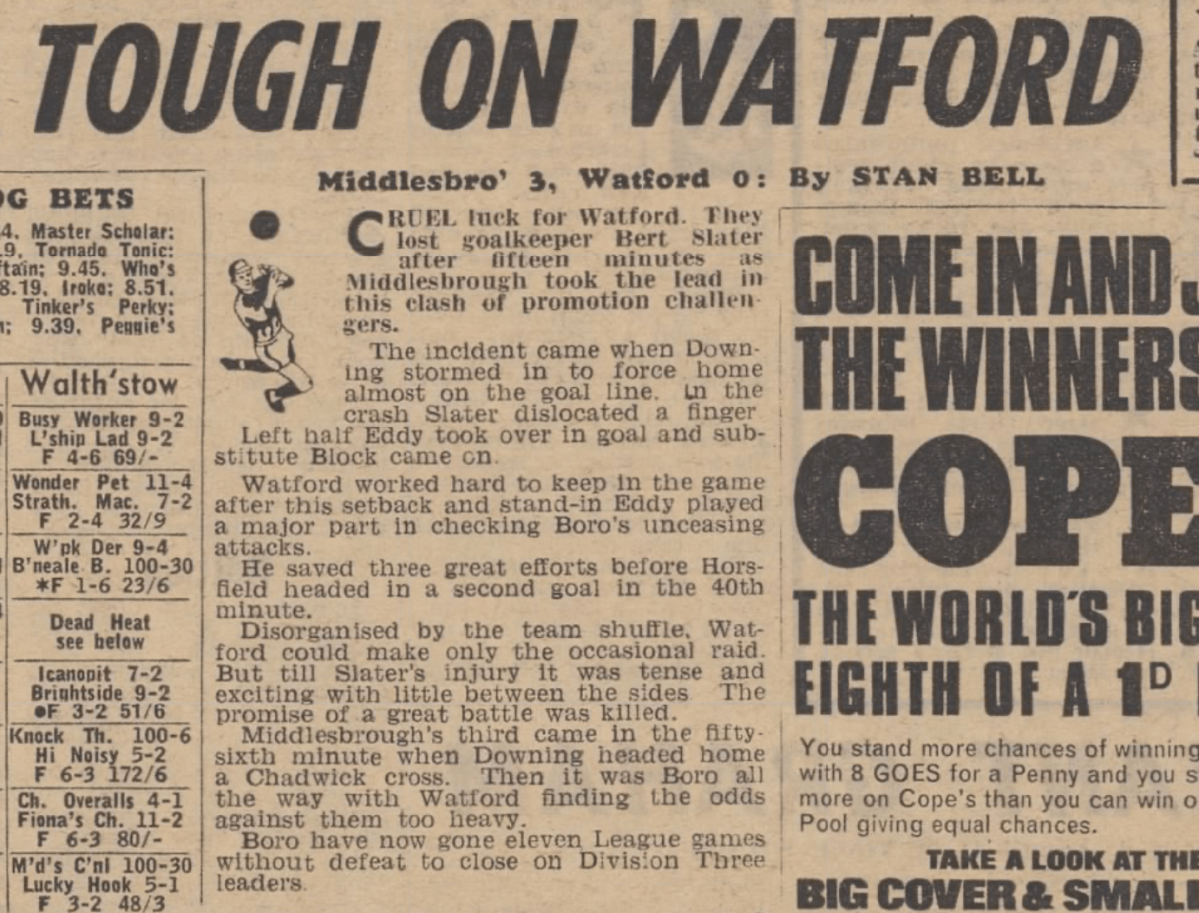 TOUGH ON WATFORD
Middlesbro' 3, Watford 0: By STAN BELL
CRUEL luck for Watford. They
lost goalkeeper Bert Slater
after fifteen minutes as
Middlesbrough took the lead in
this clash of promotion challen-
gers.
The incident came when Down-
ing stormed in to force home
almost on the goal line. In the
crash Slater dislocated a finger
Left half Eddy took over in goal and sub-
stitute Block came on.
Watford worked hard to keep in the game
after this setback and stand-in Eddy played
a major part in checking Boro's unceasing
attacks.
He saved three great efforts before Hors-
field headed in a second goal in the 40th
minute.
Disorganised by the team shuffle, Wat-
ford could make only the occasional raid.
But till Slater's injury it was tense and
exciting with little between the sides The
promise of a great battle was killed.
Middlesbrough's third came in the fifty-
sixth minute when Downing headed home
a Chadwick cross. Then it was Boro all
the way with Watford finding the odds
against them too heavy.
Boro have now gone eleven League games
without defeat to close on Division Three
leaders.
OG BETS
.4. Master Scholar;
.9. Tornado Tonic;
ftain; 9.45. Who's
8.19. Iroko; 8.51.
Tinker's Perky;
; 9.39. Pennie's
Walth'stow
Busy Worker 9-2
L'ship Lad 9-2
F 4-6 69/-
Wonder Pet 11-4
Strath. Mac. 7-2
F 2-4 32/9
W'pk Der 9-4
B'neale B. 100-30
*F 1-6 23/6
Dead Heat
see below
Icanopit 7-2
Brightside 9-2
●F 3-2 51/6
Knock Th. 100-6
Hi Noisy 5-2
F 6-3 172/6
Ch. Overalls 4-1
Fiona's Ch. 11-2
F 6-3 80/-
M'd's C'nl 100-30
Lucky Hook 5-1
F 3-2 48/3
COME IN AND J
THE WINNERS
COPE
THE WORLD'S BIG
EIGHTH OF A 1D
You stand more chances of winning
with 8 GOES for a Penny and you s
more on Cope's than you can win o
Pool giving equal chances.
TAKE A LOOK AT THE
BIG COVER & SMALL